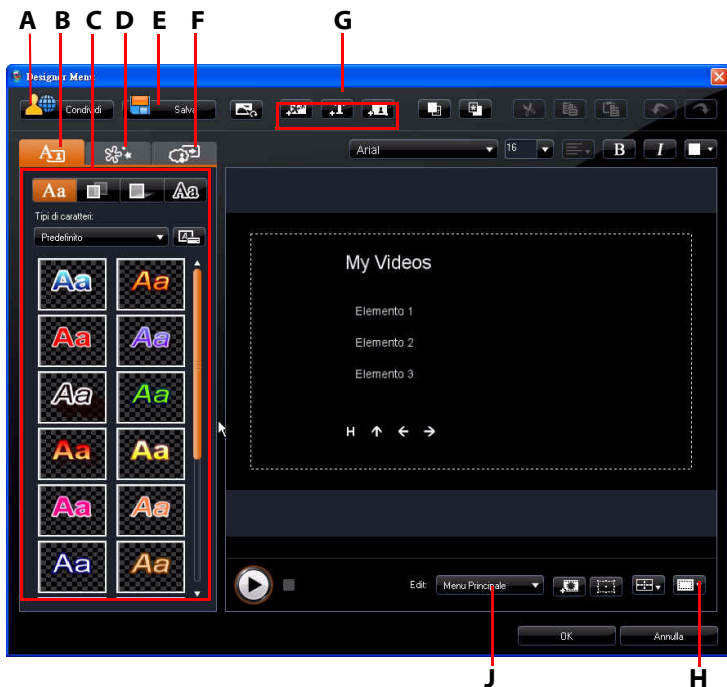 A B C D E F G
Designer Menu
Condividi Salva
Arial 16 B I
Aa Aa
Tipi di caratteri:
Predefinito
Aa Aa
Aa Aa
Aa Aa
Aa Aa
Aa Aa
Aa Aa
My Videos
Elemento 1
Elemento 2
Elemento 3
H
Edit: Menu Principale
OK Annulla
J H